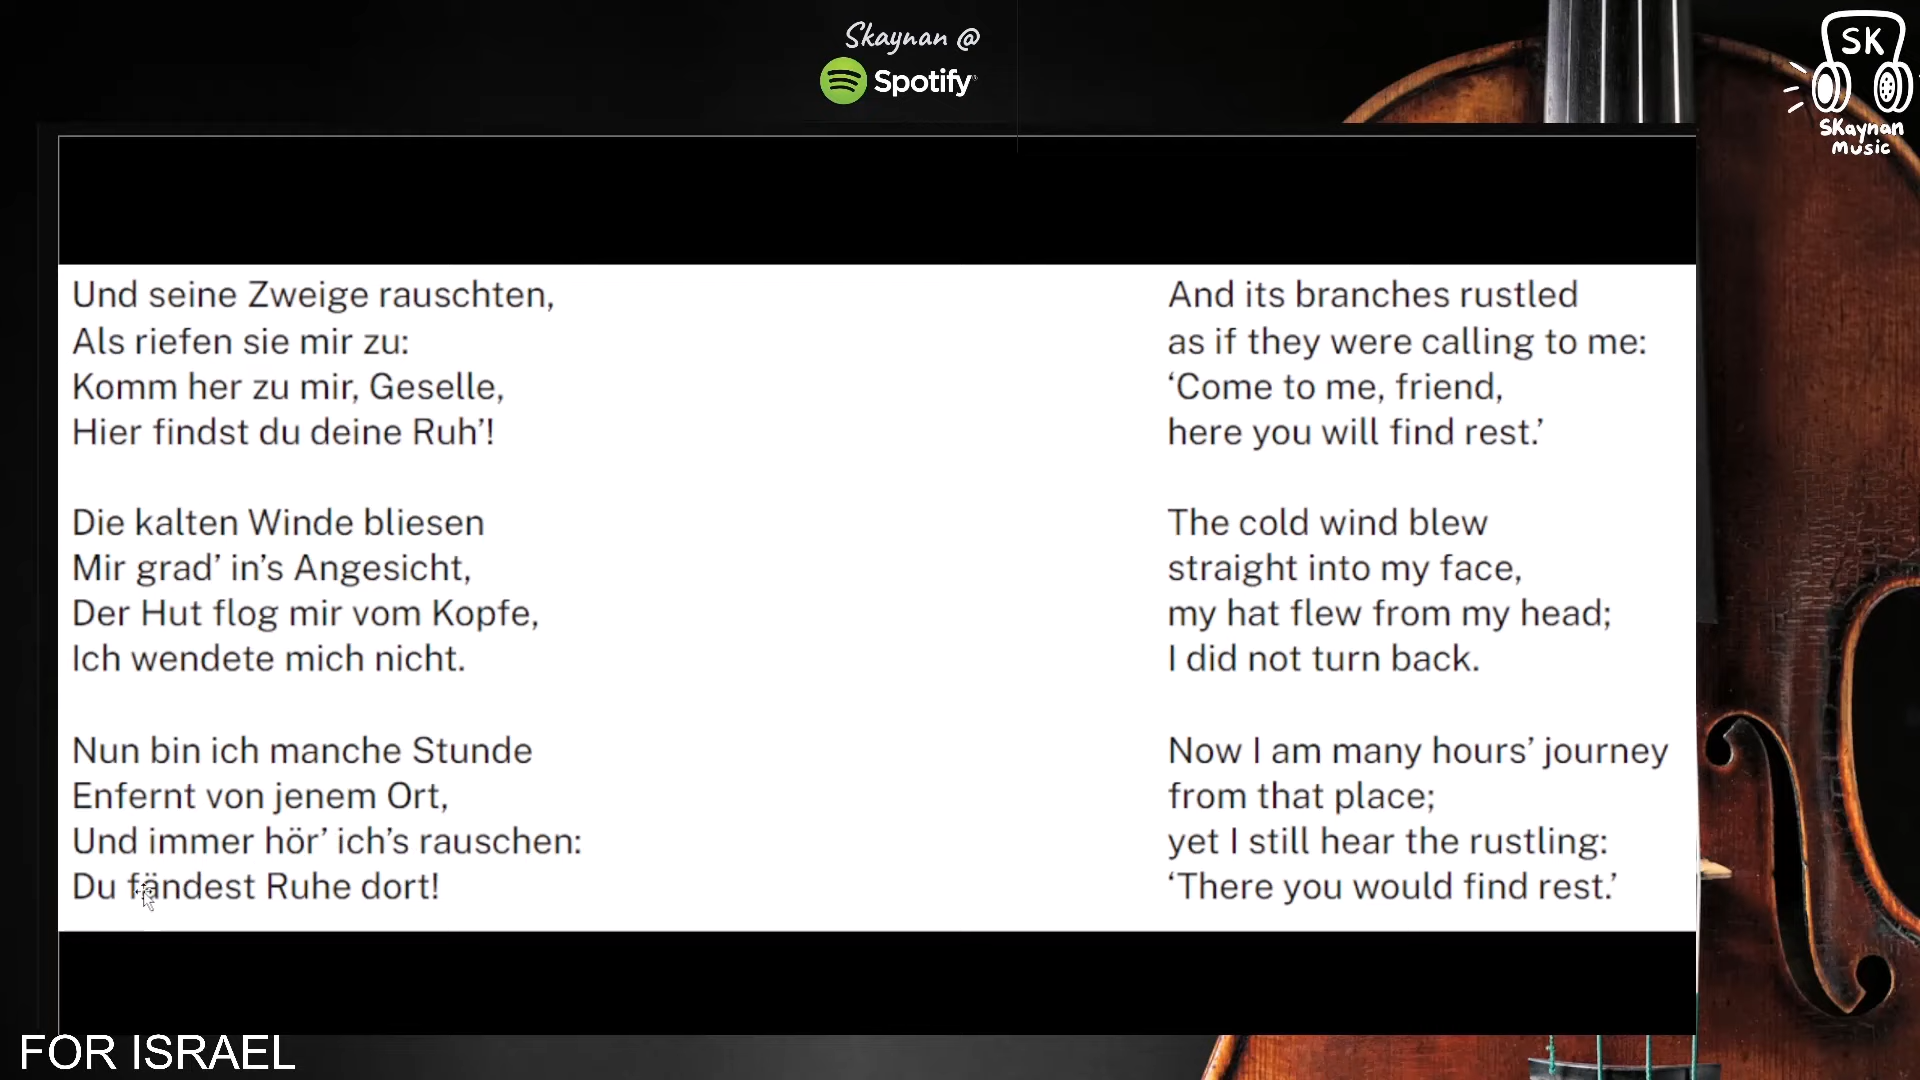 Skaynan @
Spotify
SK
SKaynan
Music
Und seine Zweige rauschten,
Als riefen sie mir zu:
Komm her zu mir, Geselle,
Hier findst du deine Ruh’!
Die kalten Winde bliesen
Mir grad’ in’s Angesicht,
Der Hut flog mir vom Kopfe,
Ich wendete mich nicht.
Nun bin ich manche Stunde
Enfernt von jenem Ort,
Und immer hör’ ich’s rauschen:
Du fändest Ruhe dort!
And its branches rustled
as if they were calling to me:
‘Come to me, friend,
here you will find rest.’
The cold wind blew
straight into my face,
my hat flew from my head;
I did not turn back.
Now I am many hours’ journey
from that place;
yet I still hear the rustling:
‘There you would find rest.’
FOR ISRAEL